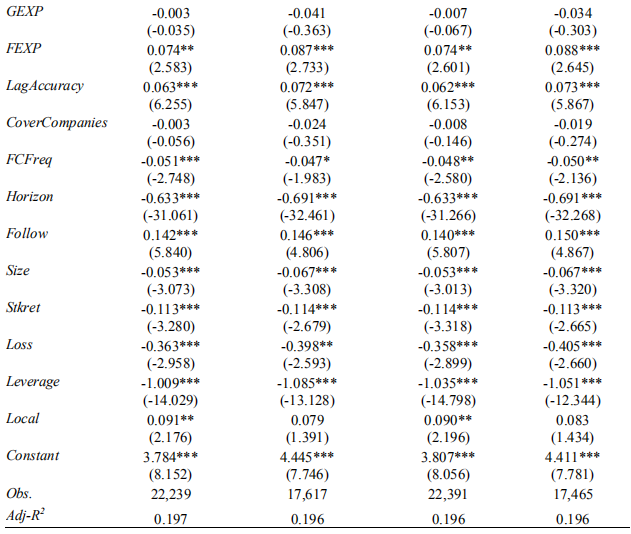 GEXP -0.003 -0.041 -0.007 -0.034
(-0.035) (-0.363) (-0.067) (-0.303)
FEXP 0.074** 0.087*** 0.074** 0.088***
(2.583) (2.733) (2.601) (2.645)
LagAccuracy 0.063*** 0.072*** 0.062*** 0.073***
(6.255) (5.847) (6.153) (5.867)
CoverCompanies -0.003 -0.024 -0.008 -0.019
(-0.056) (-0.351) (-0.146) (-0.274)
FCFreq -0.051*** -0.047* -0.048** -0.050**
(-2.748) (-1.983) (-2.580) (-2.136)
Horizon -0.633*** -0.691*** -0.633*** -0.691***
(-31.061) (-32.461) (-31.266) (-32.268)
Follow 0.142*** 0.146*** 0.140*** 0.150***
(5.840) (4.806) (5.807) (4.867)
Size -0.053*** -0.067*** -0.053*** -0.067***
(-3.073) (-3.308) (-3.013) (-3.320)
Stkret -0.113*** -0.114*** -0.114*** -0.113***
(-3.280) (-2.679) (-3.318) (-2.665)
Loss -0.363*** -0.398** -0.358*** -0.405***
(-2.958) (-2.593) (-2.899) (-2.660)
Leverage -1.009*** -1.085*** -1.035*** -1.051***
(-14.029) (-13.128) (-14.798) (-12.344)
Local 0.091** 0.079 0.090** 0.083
(2.176) (1.391) (2.196) (1.434)
Constant 3.784*** 4.445*** 3.807*** 4.411***
(8.152) (7.746) (8.056) (7.781)
Obs. 22,239 17,617 22,391 17,465
Adj-R² 0.197 0.196 0.196 0.196